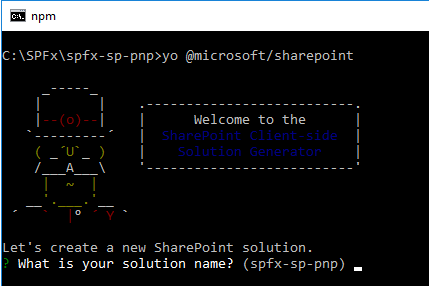 npm
C:\SPFx\spfx-sp-pnp>yo @microsoft/sharepoint
Welcome to the
SharePoint Client-side
Solution Generator
Let's create a new SharePoint solution.
? What is your solution name? (spfx-sp-pnp)